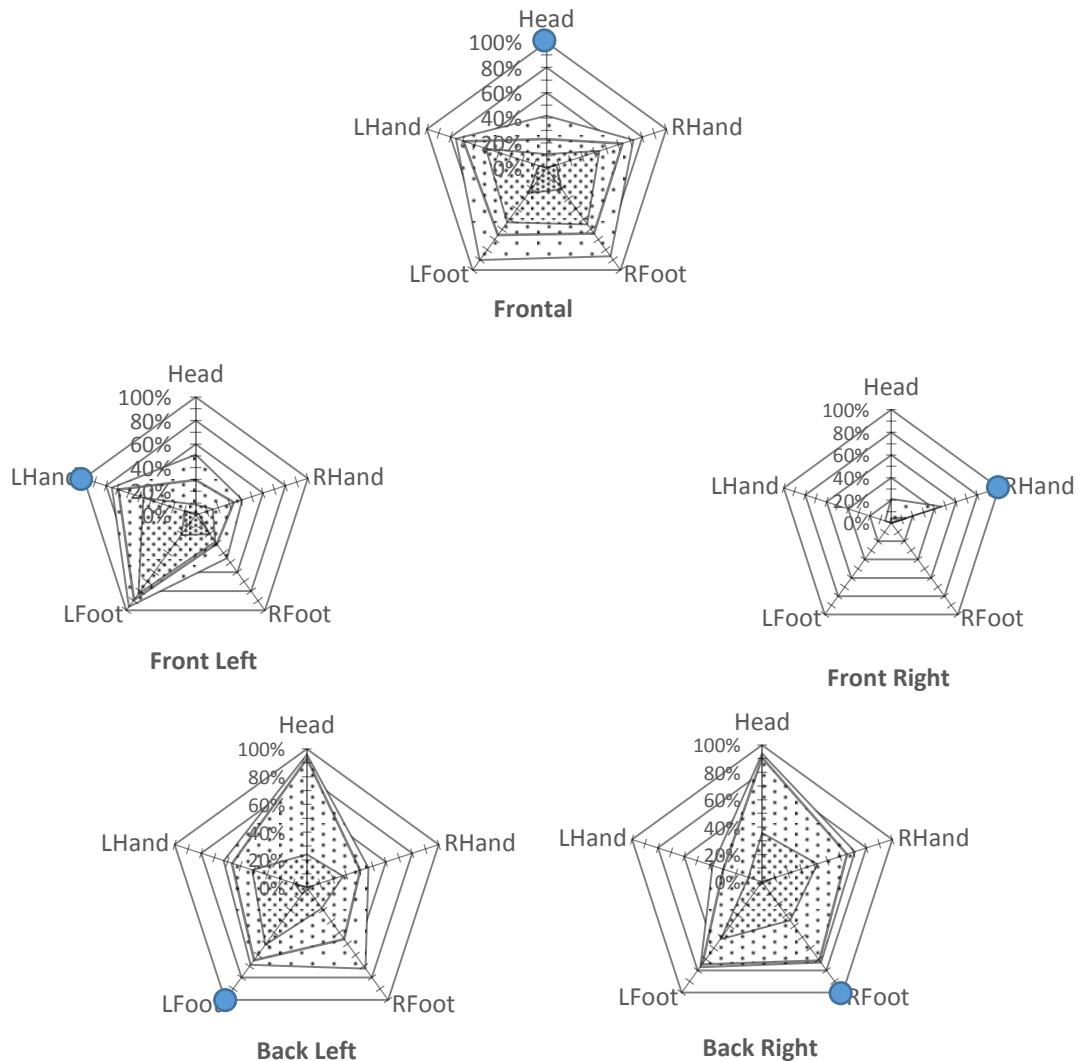 Head
100%
80%
60%
40%
20%
0%
LHand
RHand
LFoot
RFoot
Frontal
Head
100%
80%
60%
40%
20%
0%
LHand
RHand
LFoot
RFoot
Front Left
Head
100%
80%
60%
40%
20%
0%
LHand
RHand
LFoot
RFoot
Front Right
Head
100%
80%
60%
40%
20%
0%
LHand
RHand
LFoot
RFoot
Back Left
Head
100%
80%
60%
40%
20%
0%
LHand
RHand
LFoot
RFoot
Back Right